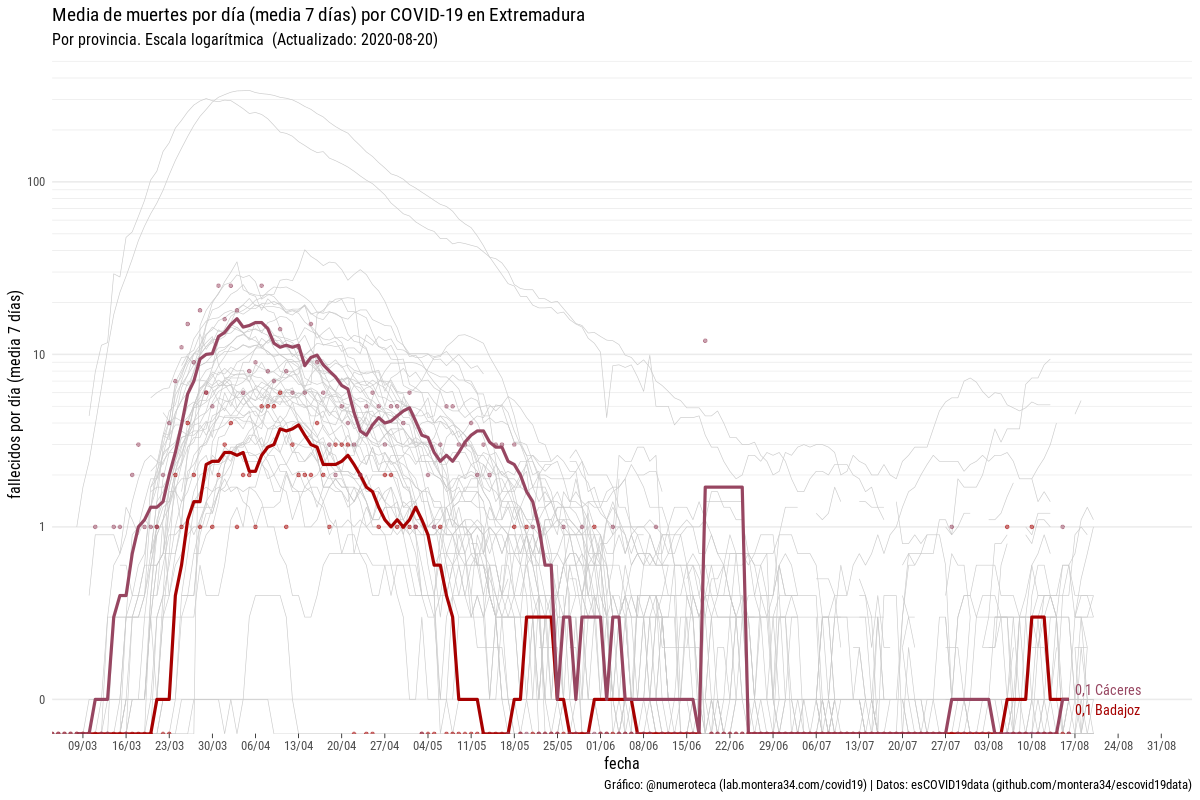 Media de muertes por día (media 7 días) por COVID-19 en Extremadura
Por provincia. Escala logarítmica  (Actualizado: 2020-08-20)
fallecidos por día (media 7 días)
100
10
1
0
0,1 Cáceres
0,1 Badajoz
09/03 16/03 23/03 30/03 06/04 13/04 20/04 27/04 04/05 11/05 18/05 25/05 01/06 08/06 15/06 22/06 29/06 06/07 13/07 20/07 27/07 03/08 10/08 17/08 24/08 31/08
fecha
Gráfico: @numeroteca (lab.montera34.com/covid19) | Datos: esCOVID19data (github.com/montera34/escovid19data)